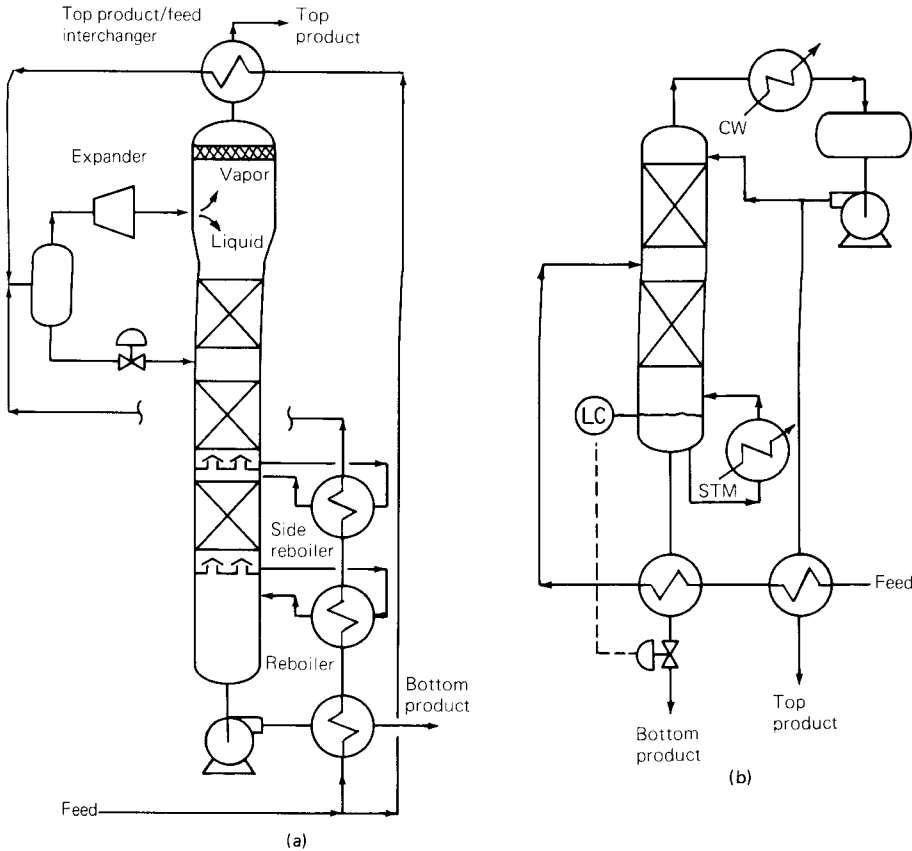 Top product/feed
interchanger
Top
product
Expander
Vapor
Liquid
Side
reboiler
Reboiler
Bottom
product
Feed
(a)
CW
LC
STM
Feed
Top
product
Bottom
product
(b)